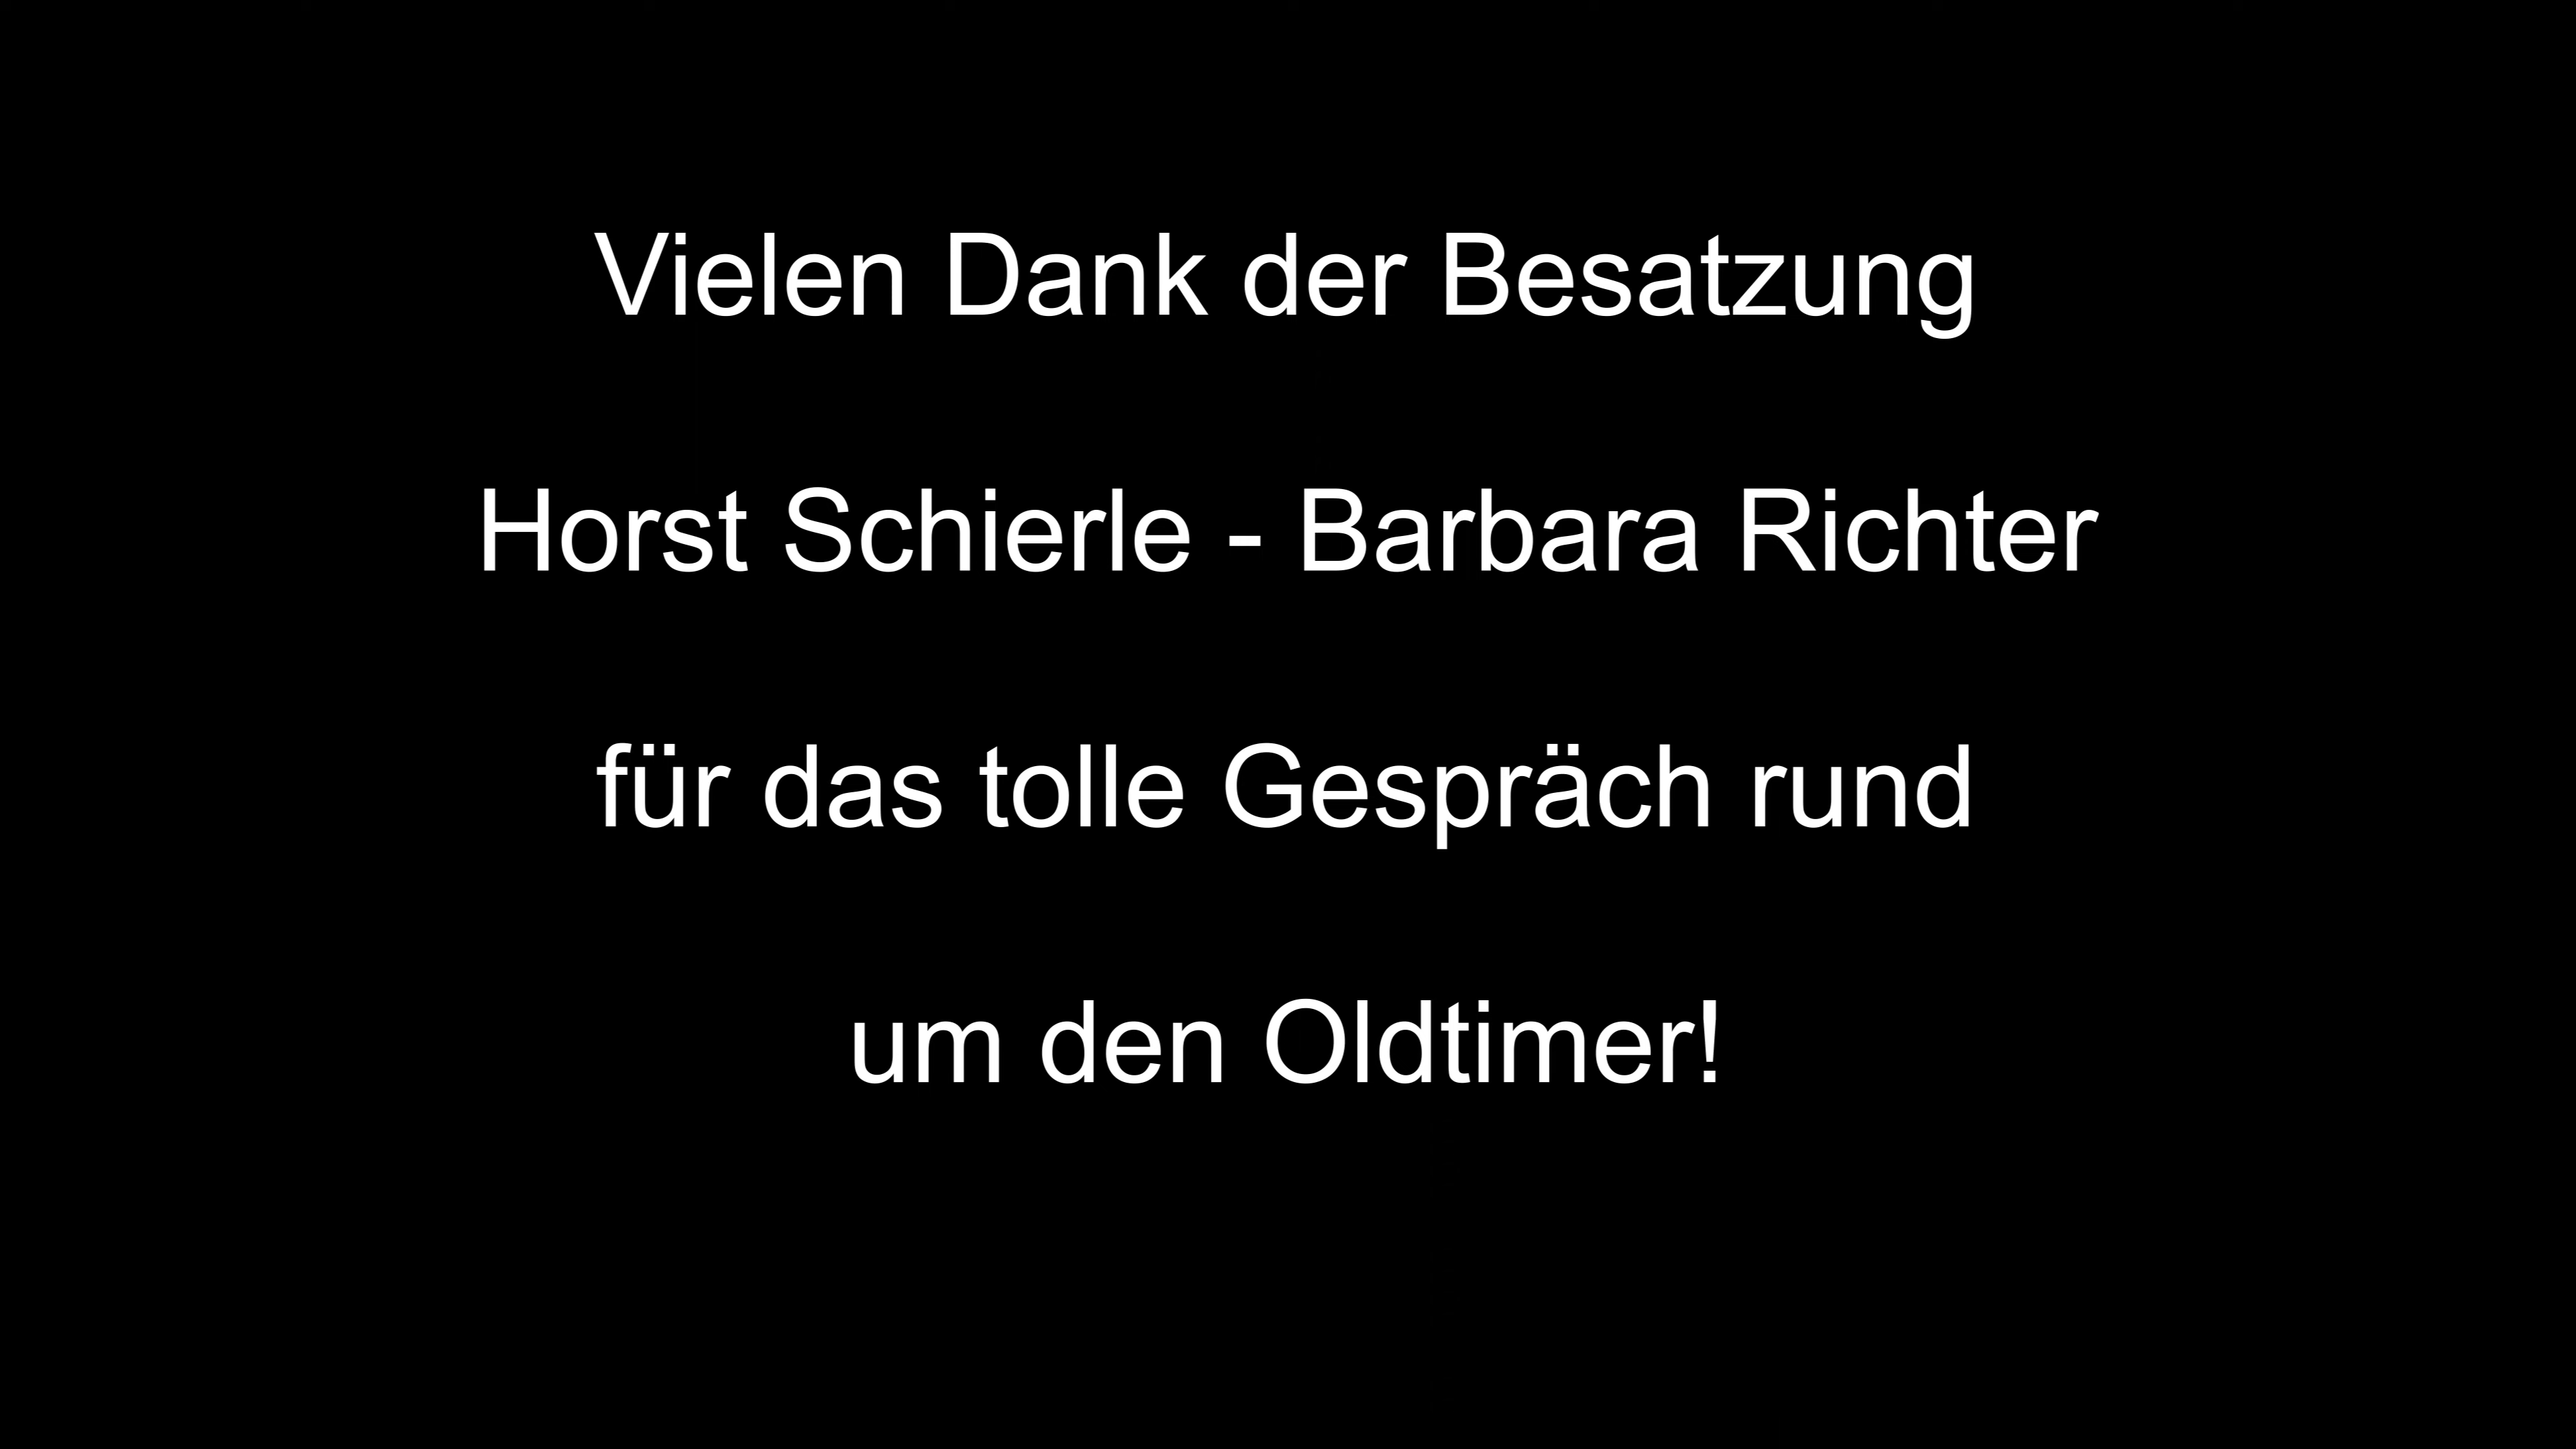 Vielen Dank der Besatzung
Horst Schierle - Barbara Richter
für das tolle Gespräch rund
um den Oldtimer!